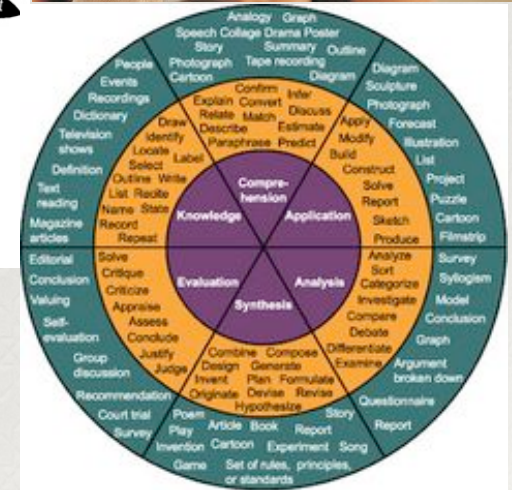 Analogy Graph
Speech Collage Drama Poster
Story Summary Outline
Photograph Tape recording
Cartoon Diagram
Confirm Infer
Explain Convert Discuss
Relate Match
Describe Estimate
Paraphrase Predict
Compre-
hension
Diagram
Sculpture
Photograph
Forecast
Illustration
List
Project
Puzzle
Cartoon
Filmstrip
Apply
Modify
Build
Construct
Solve
Report
Sketch
Produce
Application
Survey
Syllogism
Model
Conclusion
Graph
Argument
broken down
Questionnaire
Report
Analyze
Sort
Categorize
Investigate
Compare
Debate
Differentiate
Examine
Analysis
Synthesis
Combine Compose
Design Generate
Invent Plan Formulate
Originate Devise Revise
Hypothesize
Poem Story
Play Article Book Report
Invention Cartoon Experiment Song
Game Set of rules, principles,
or standards
Evaluation
Solve
Critique
Criticize
Appraise
Assess
Conclude
Justify
Judge
Editorial
Conclusion
Valuing
Self-
evaluation
Group
discussion
Recommendation
Court trial
Survey
Knowledge
Draw
Identify
Locate
Select Label
Outline Write
List Recite
Name State
Record
Repeat
People
Events
Recordings
Dictionary
Television
shows
Definition
Text
reading
Magazine
articles